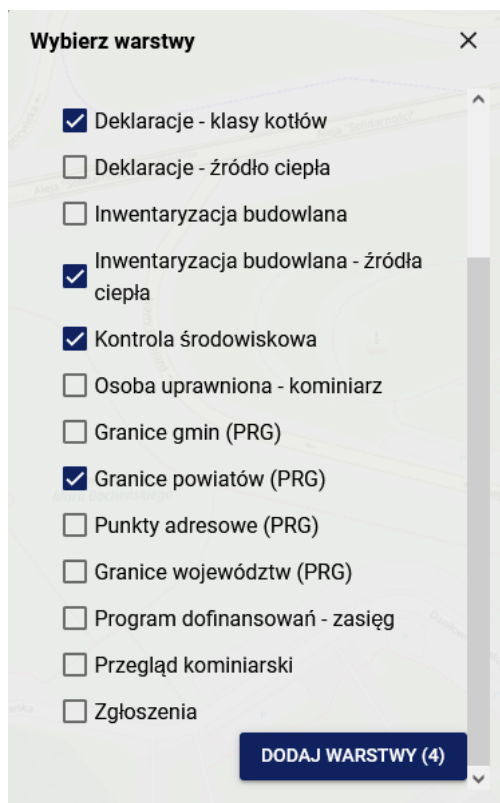 Wybierz warstwy
Deklaracje - klasy kotłów
Deklaracje - źródło ciepła
Inwentaryzacja budowlana
Inwentaryzacja budowlana - źródła
ciepła
Kontrola środowiskowa
Osoba uprawniona - kominiarz
Granice gmin (PRG)
Granice powiatów (PRG)
Punkty adresowe (PRG)
Granice województw (PRG)
Program dofinansowań - zasięg
Przegląd kominiarski
Zgłoszenia
DODAJ WARSTWY (4)